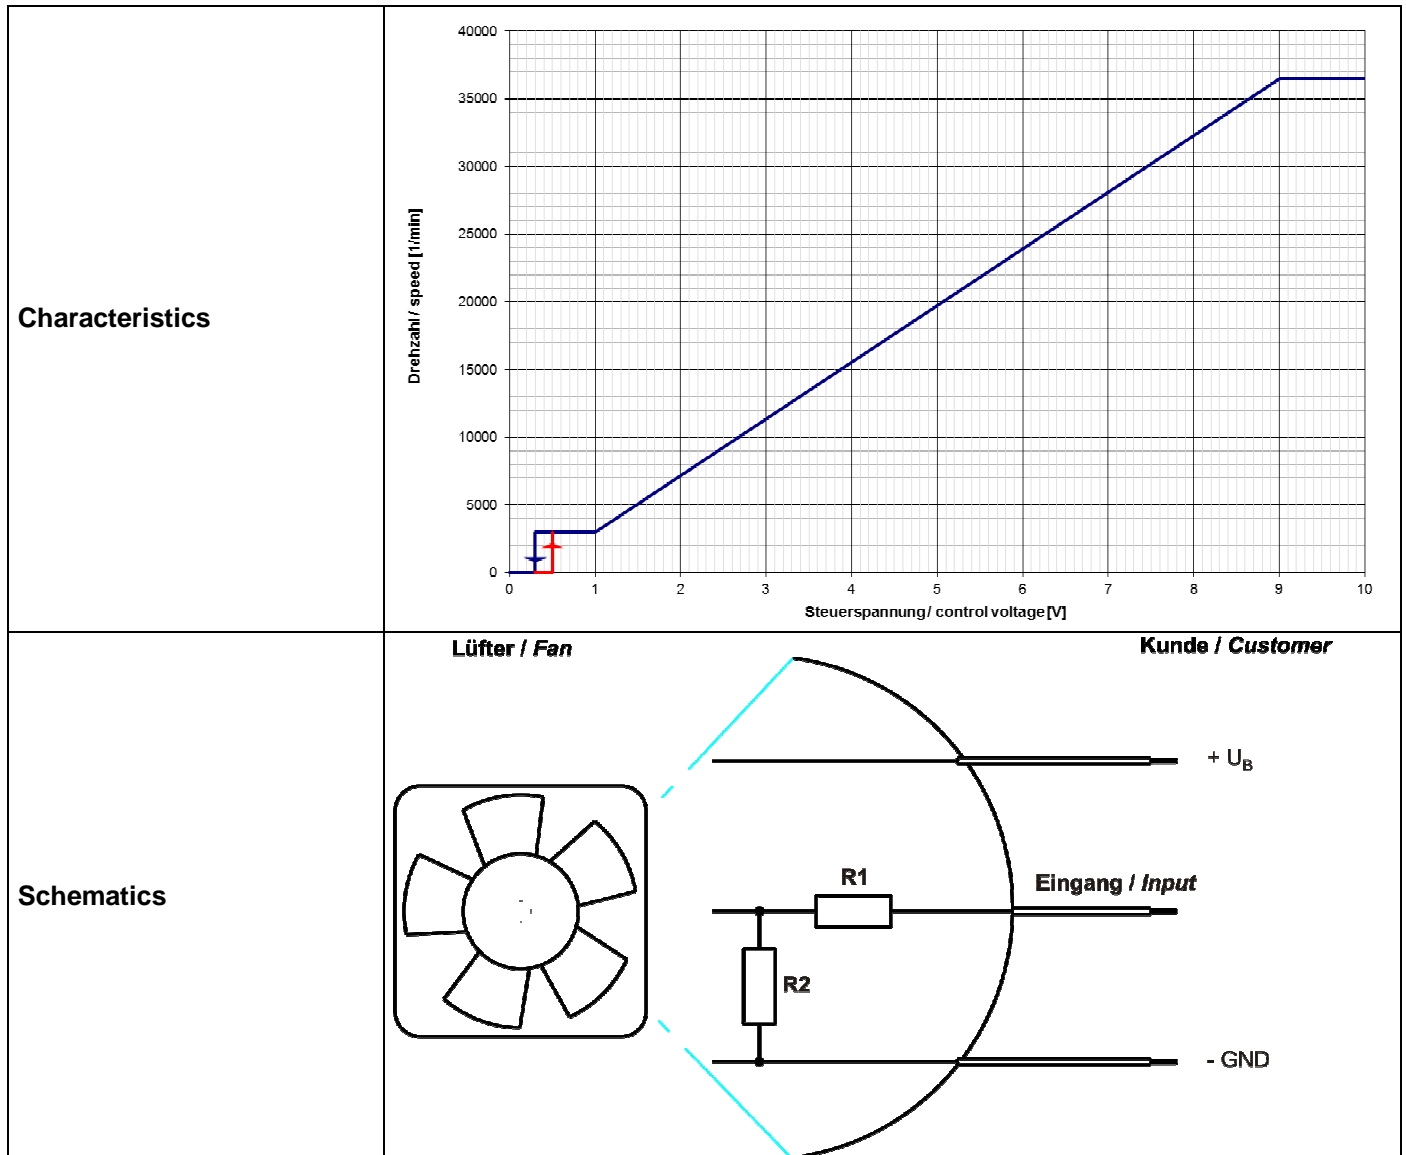 Characteristics
40000
35000
30000
25000
20000
15000
10000
5000
0
Drehzahl / speed [1/min]
0 1 2 3 4 5 6 7 8 9 10
Steuerspannung / control voltage [V]
Schematics
Lüfter / Fan
Kunde / Customer
+ UB
R1
Eingang / Input
R2
- GND